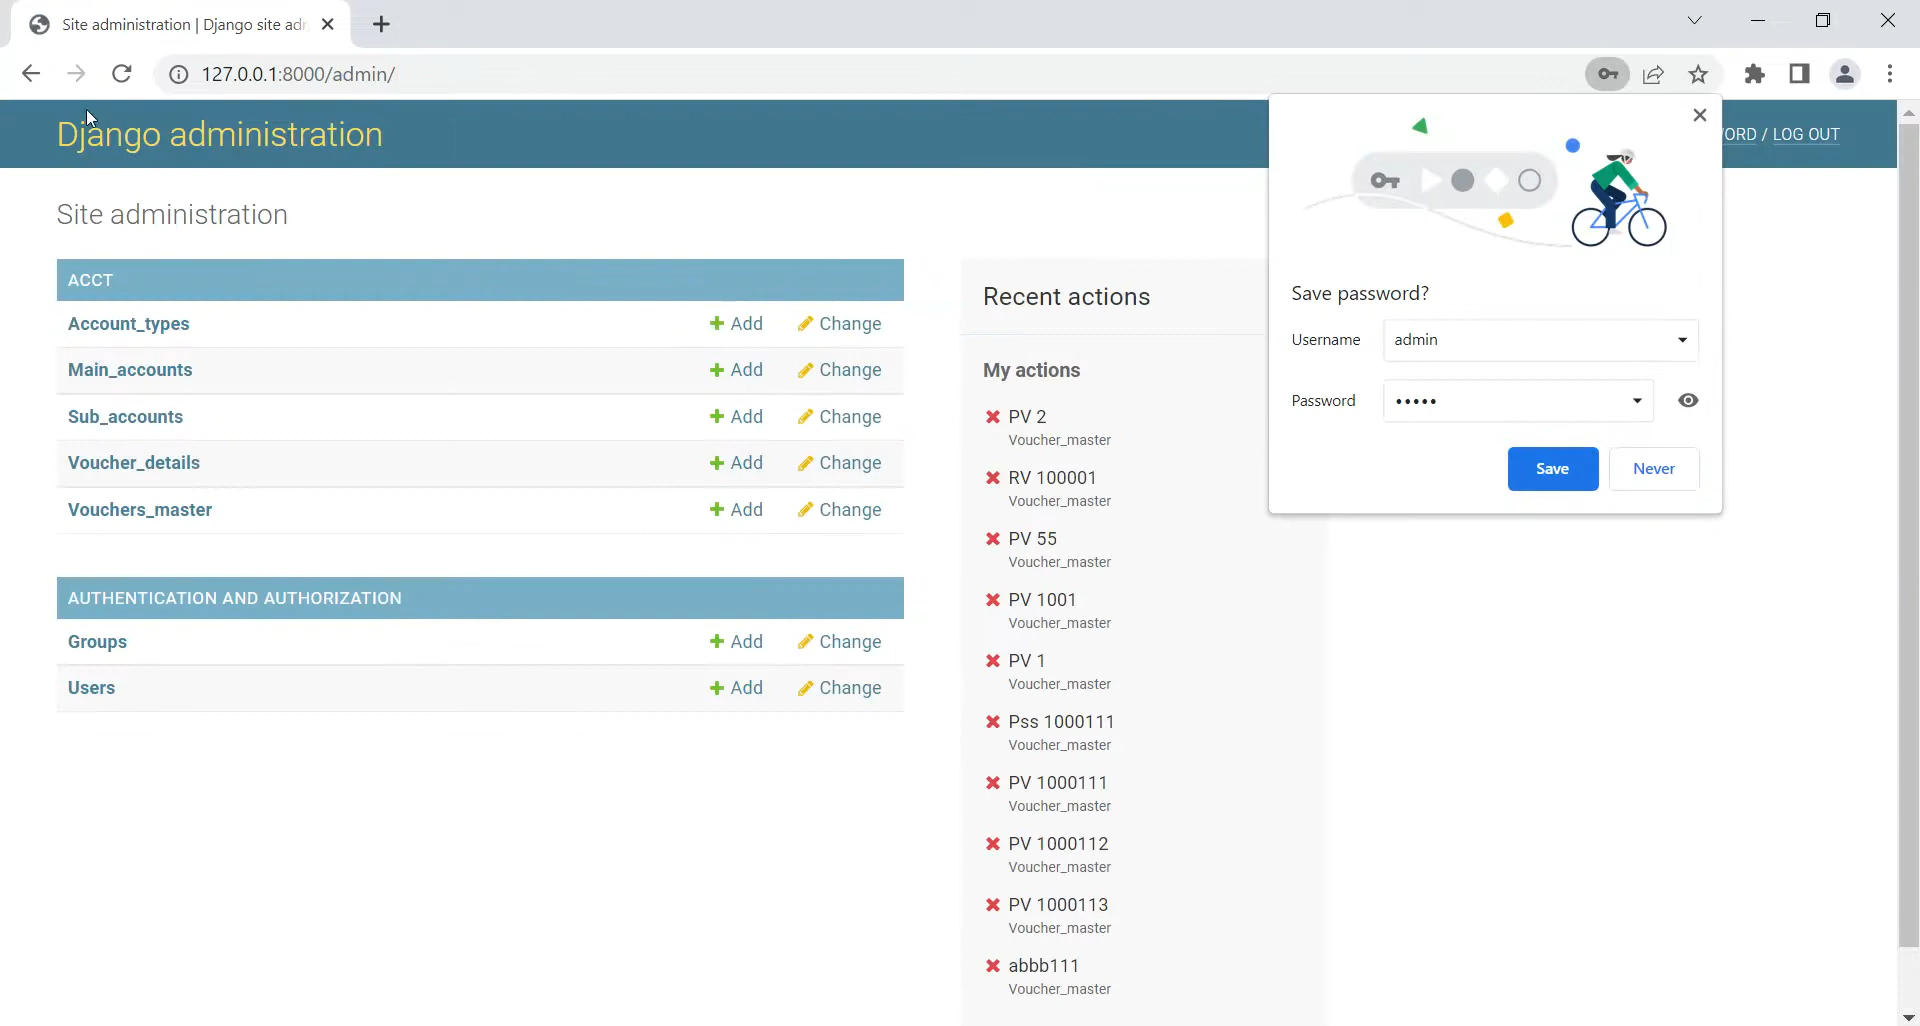 Site administration | Django site adr
127.0.0.1:8000/admin/
Django administration
ORD / LOG OUT
Site administration
ACCT
Account_types Add Change
Main_accounts Add Change
Sub_accounts Add Change
Voucher_details Add Change
Vouchers_master Add Change
AUTHENTICATION AND AUTHORIZATION
Groups Add Change
Users Add Change
Recent actions
My actions
PV 2
Voucher_master
RV 100001
Voucher_master
PV 55
Voucher_master
PV 1001
Voucher_master
PV 1
Voucher_master
Pss 1000111
Voucher_master
PV 1000111
Voucher_master
PV 1000112
Voucher_master
PV 1000113
Voucher_master
abbb111
Voucher_master
Save password?
Username admin
Password •••••
Save Never